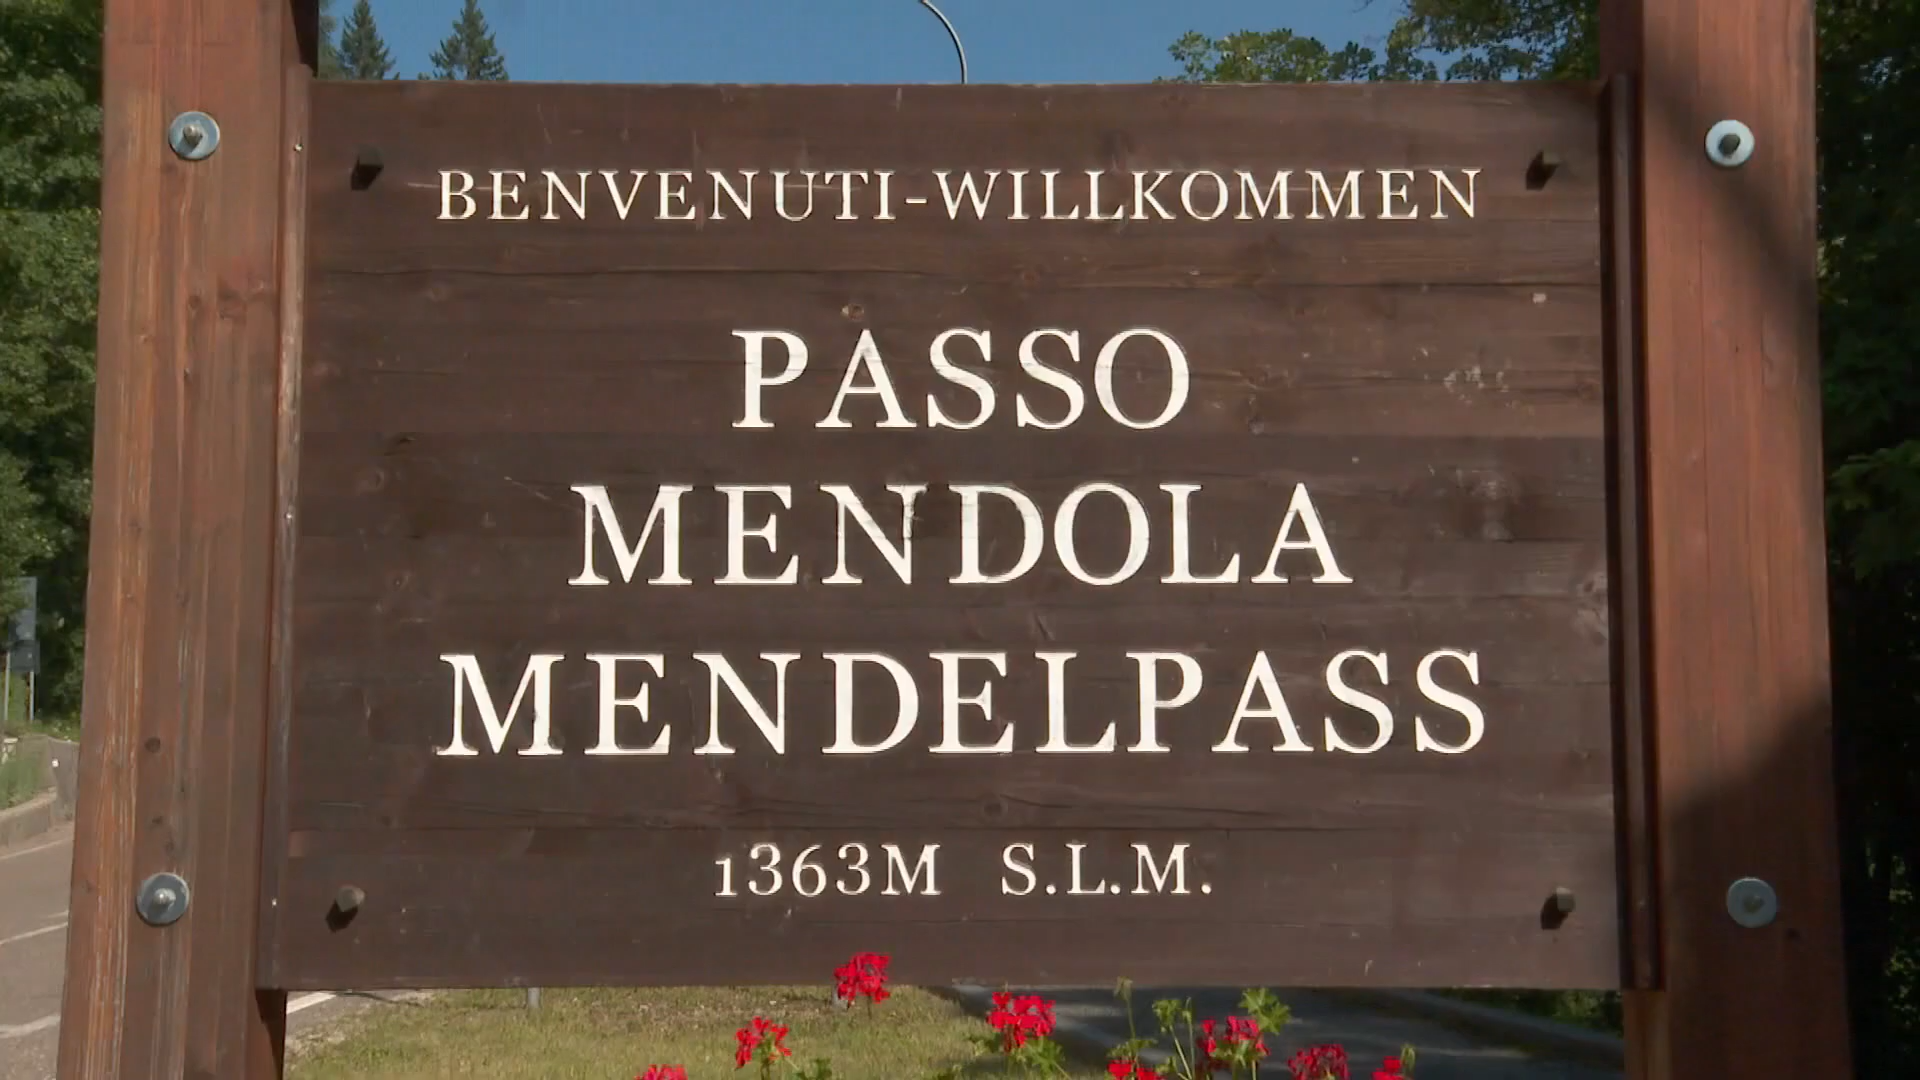 BENVENUTI-WILLKOMMEN
PASSO
MENDOLA
MENDELPASS
1363M S.L.M.